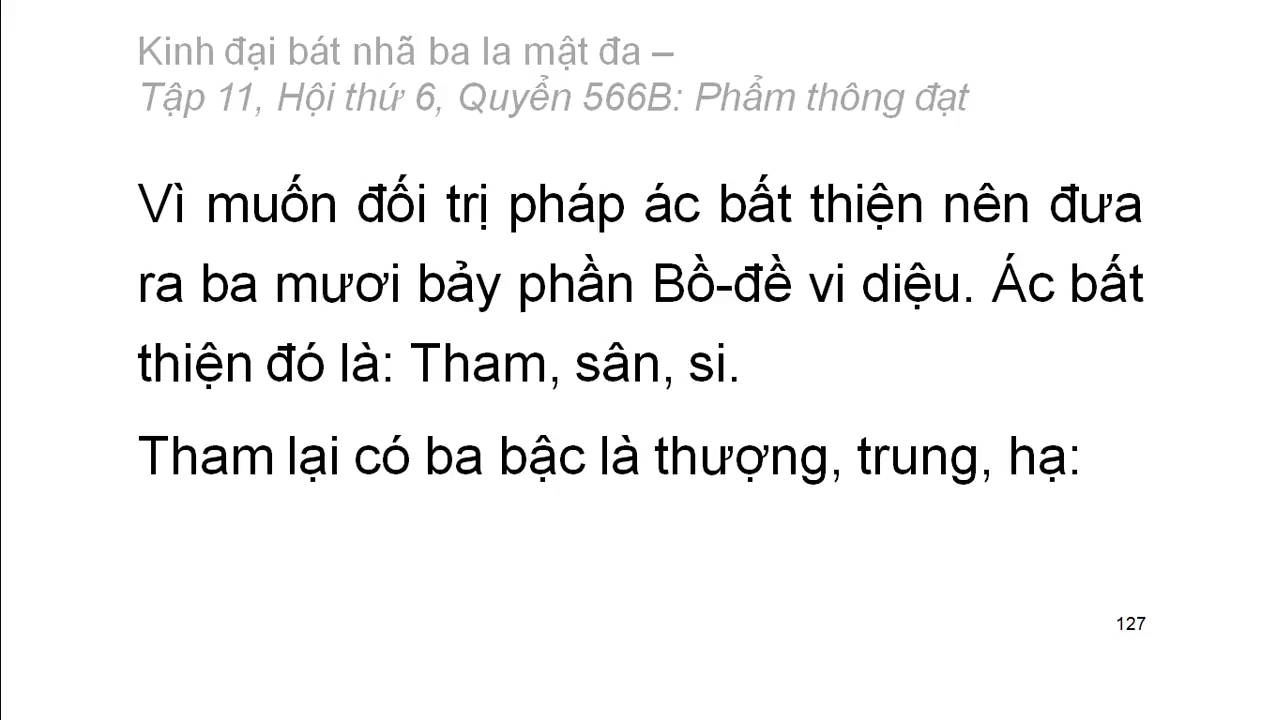 Kinh đại bát nhã ba la mật đa –
Tập 11, Hội thứ 6, Quyển 566B: Phẩm thông đạt
Vì muốn đối trị pháp ác bất thiện nên đưa
ra ba mươi bảy phần Bồ-đề vi diệu. Ác bất
thiện đó là: Tham, sân, si.
Tham lại có ba bậc là thượng, trung, hạ:
127